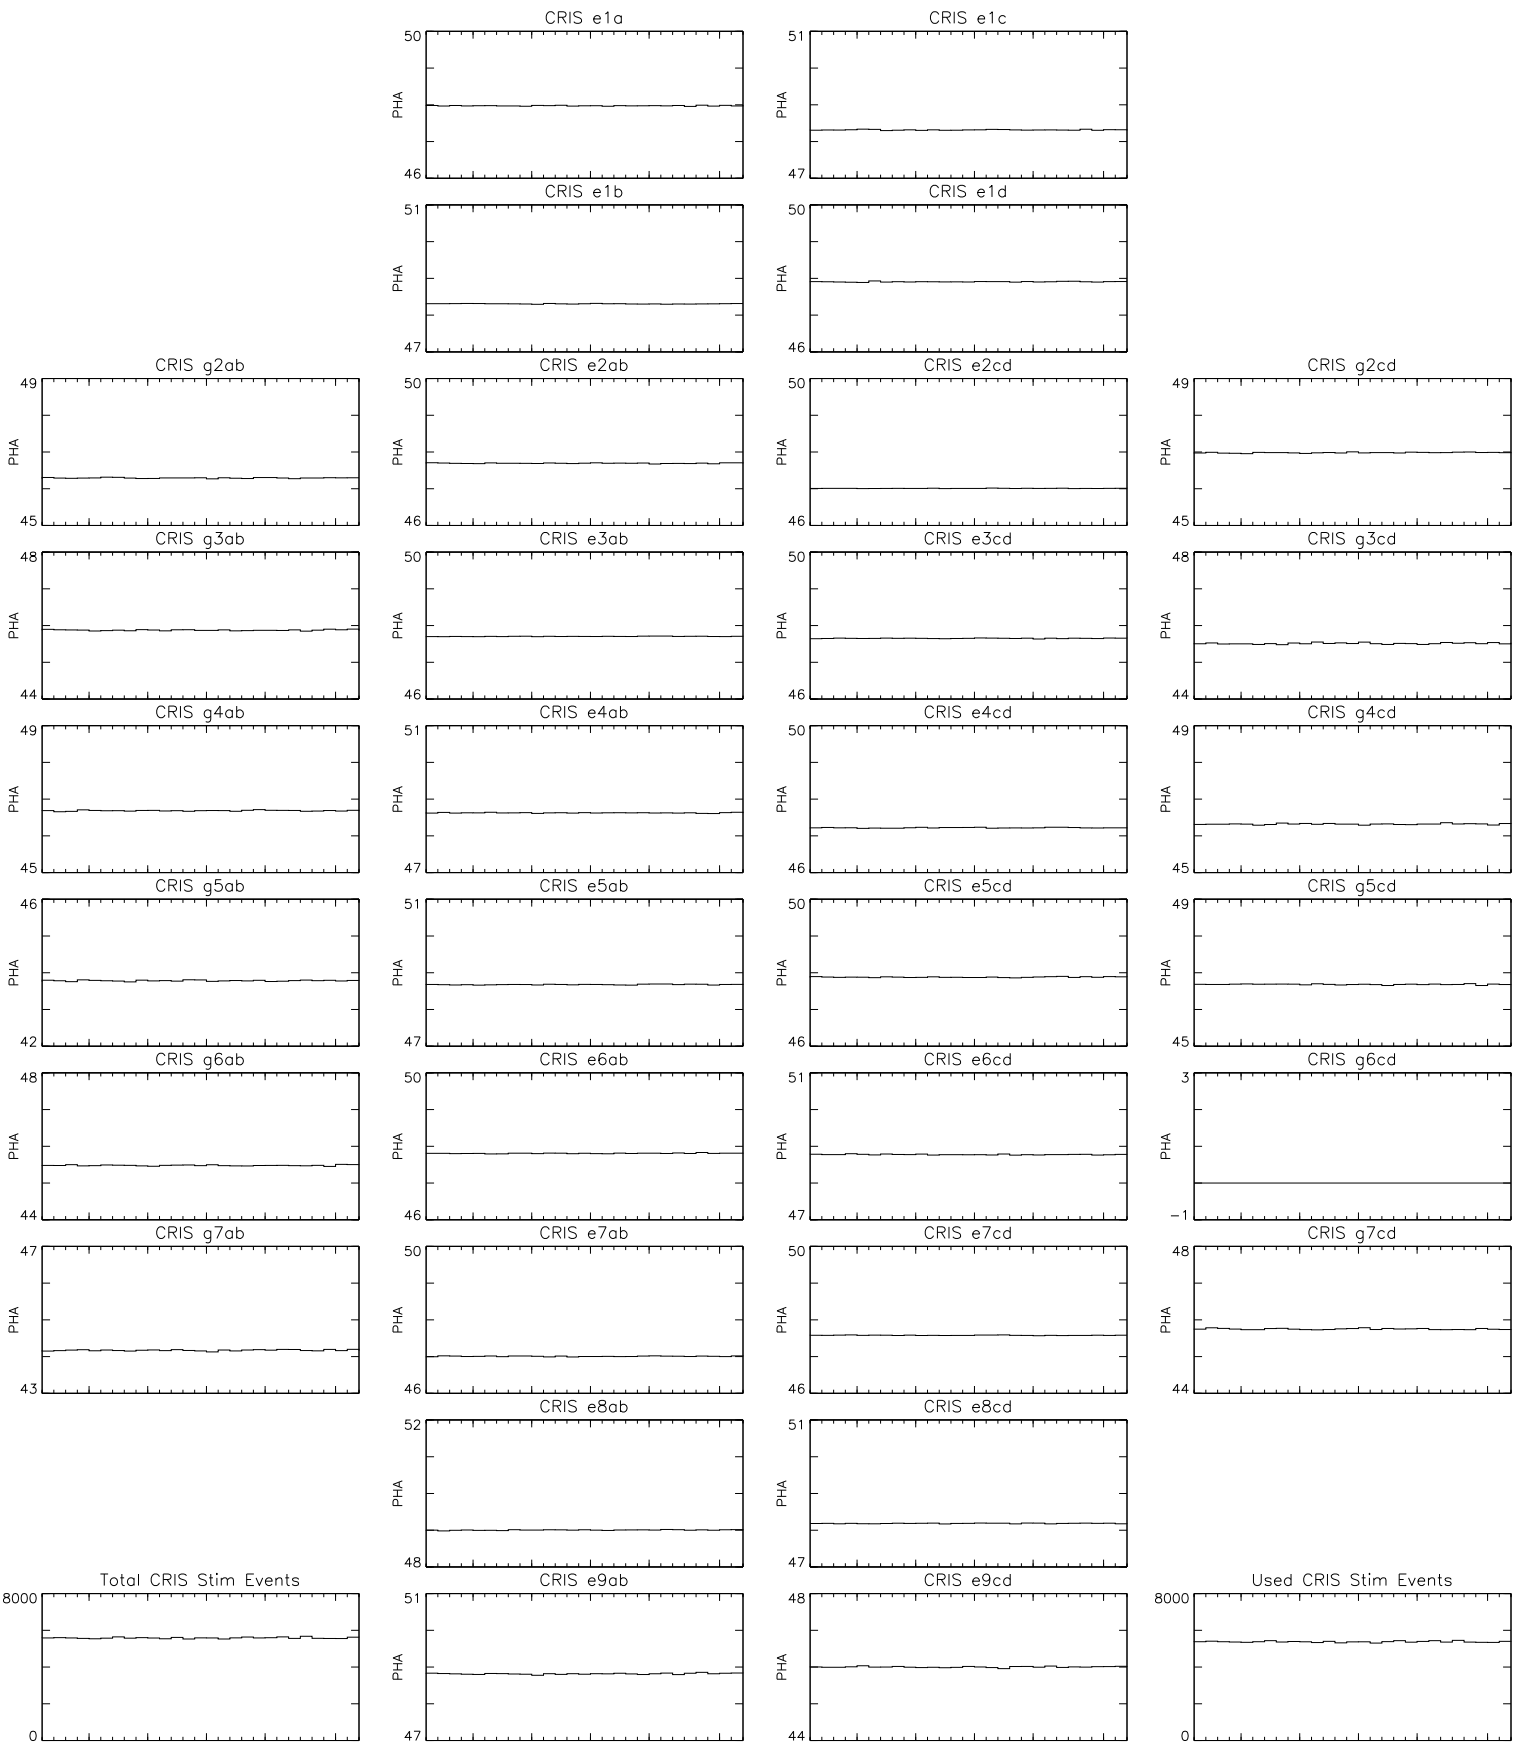 CRIS e1a
50
PHA
46
CRIS e1c
51
PHA
47
CRIS e1b
51
PHA
47
CRIS e1d
50
PHA
46
CRIS g2ab
49
PHA
45
CRIS e2ab
50
PHA
46
CRIS e2cd
50
PHA
46
CRIS g2cd
49
PHA
45
CRIS g3ab
48
PHA
44
CRIS e3ab
50
PHA
46
CRIS e3cd
50
PHA
46
CRIS g3cd
48
PHA
44
CRIS g4ab
49
PHA
45
CRIS e4ab
51
PHA
47
CRIS e4cd
50
PHA
46
CRIS g4cd
49
PHA
45
CRIS g5ab
46
PHA
42
CRIS e5ab
51
PHA
47
CRIS e5cd
50
PHA
46
CRIS g5cd
49
PHA
45
CRIS g6ab
48
PHA
44
CRIS e6ab
50
PHA
46
CRIS e6cd
51
PHA
47
CRIS g6cd
3
PHA
-1
CRIS g7ab
47
PHA
43
CRIS e7ab
50
PHA
46
CRIS e7cd
50
PHA
46
CRIS g7cd
48
PHA
44
CRIS e8ab
52
PHA
48
CRIS e8cd
51
PHA
47
Total CRIS Stim Events
8000
0
CRIS e9ab
51
PHA
47
CRIS e9cd
48
PHA
44
Used CRIS Stim Events
8000
0